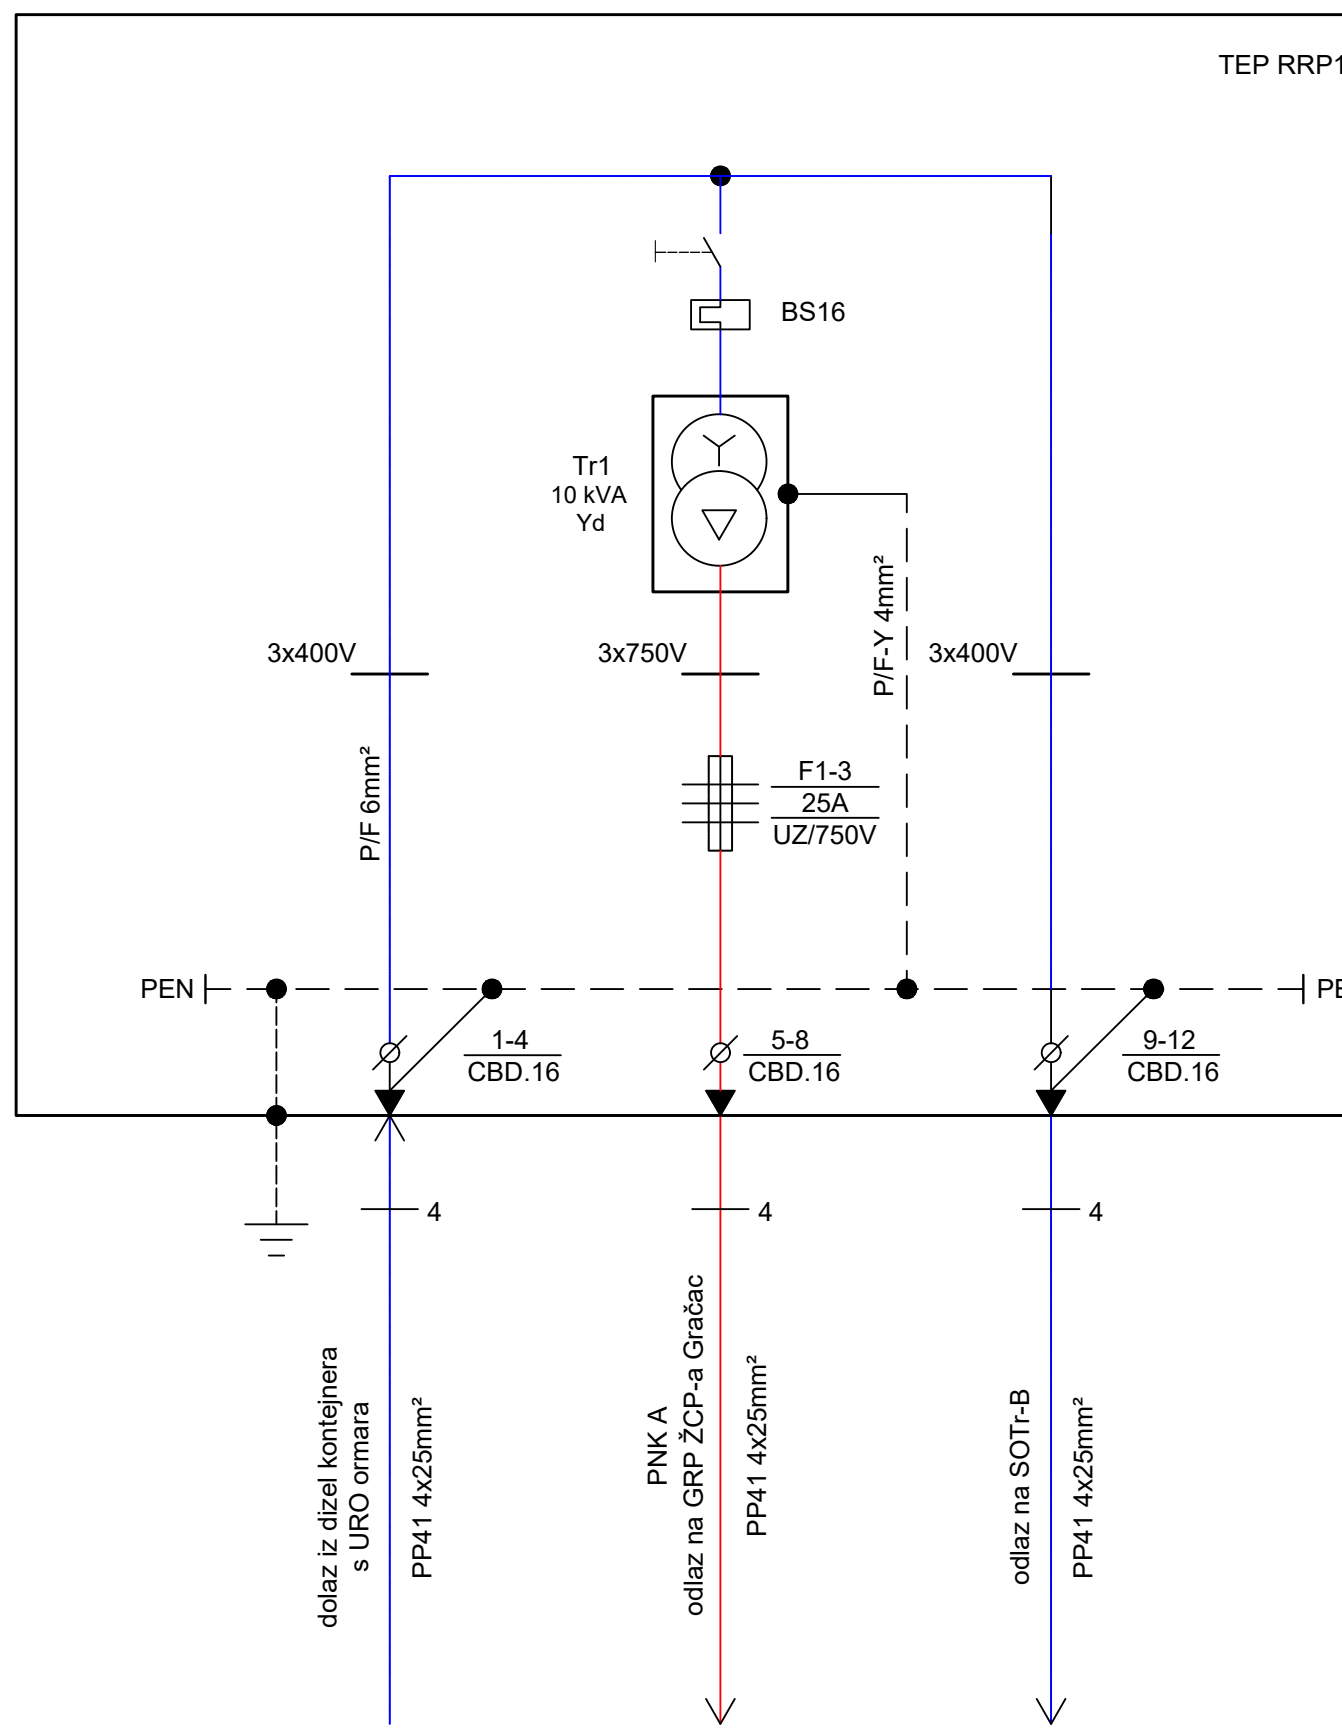 TEP RRP1
BS16
Tr1
10 kVA
Yd
P/F-Y 4mm²
3x400V
3x750V
3x400V
P/F 6mm²
F1-3
25A
UZ/750V
PEN
PE
1-4
CBD.16
5-8
CBD.16
9-12
CBD.16
4
4
4
dolaz iz dizel kontejnera
s URO ormara
PP41 4x25mm²
PNK A
odlaz na GRP ŽCP-a Gračac
PP41 4x25mm²
odlaz na SOTr-B
PP41 4x25mm²